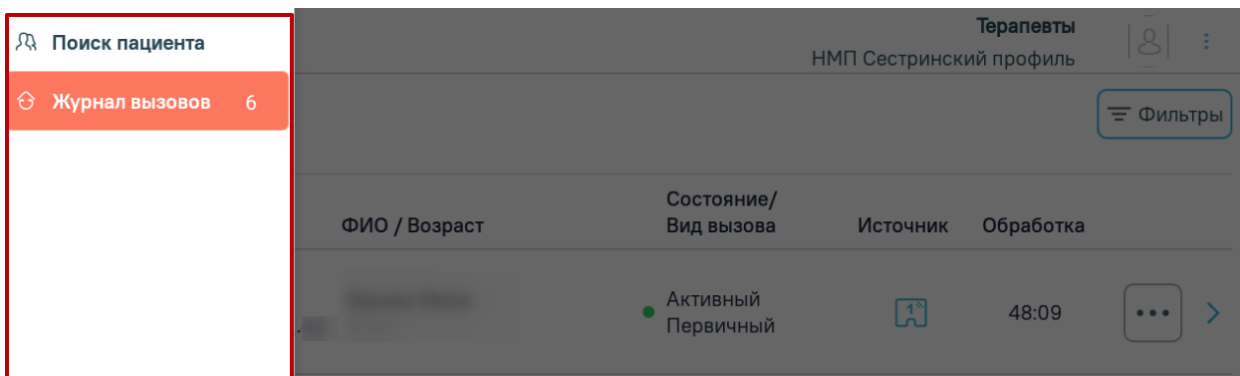 Поиск пациента
Журнал вызовов 6
Терапевты
НМП Сестринский профиль
Фильтры
ФИО / Возраст
Состояние/
Вид вызова
Источник
Обработка
Активный
Первичный
1
48:09